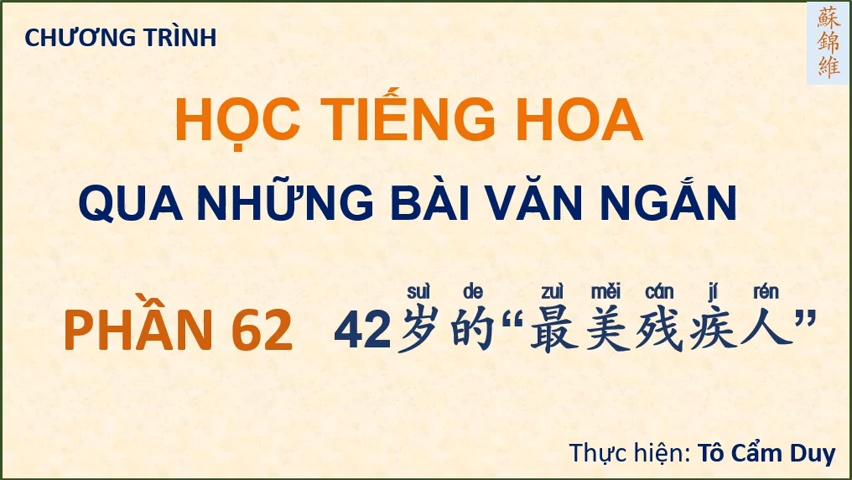 CHƯƠNG TRÌNH
蘇錦維
HỌC TIẾNG HOA
QUA NHỮNG BÀI VĂN NGẮN
PHẦN 62
suì de zuì měi cán jí rén
42岁的“最美残疾人”
Thực hiện: Tô Cẩm Duy